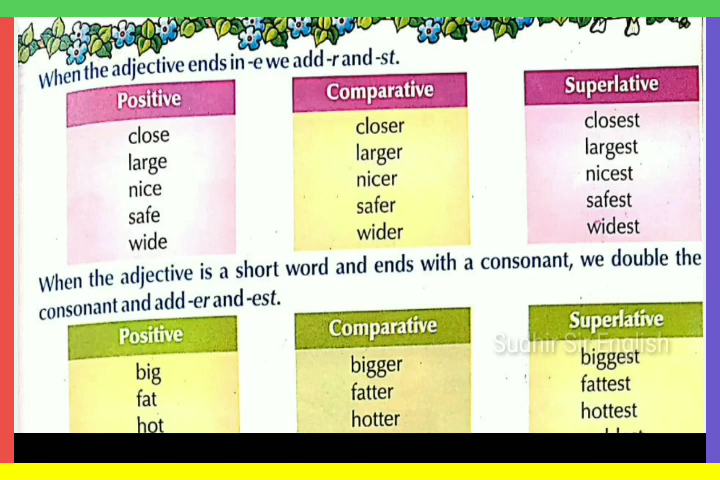 When the adjective ends in -e we add -r and -st.
Positive Comparative Superlative
close closer closest
large larger largest
nice nicer nicest
safe safer safest
wide wider widest
When the adjective is a short word and ends with a consonant, we double the
consonant and add -er and -est.
Positive Comparative Superlative
Sudhir Sir English
big bigger biggest
fat fatter fattest
hot hotter hottest